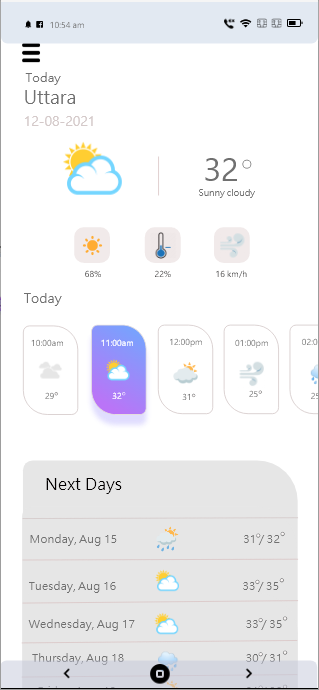 10:54 am
Today
Uttara
12-08-2021
32°
Sunny cloudy
68% 22% 16 km/h
Today
10:00am 11:00am 12:00pm 01:00pm 02:0
29° 32° 31° 25° 25
Next Days
Monday, Aug 15 31°/ 32°
Tuesday, Aug 16 33°/ 35°
Wednesday, Aug 17 33°/ 35°
Thursday, Aug 18 30°/ 31°